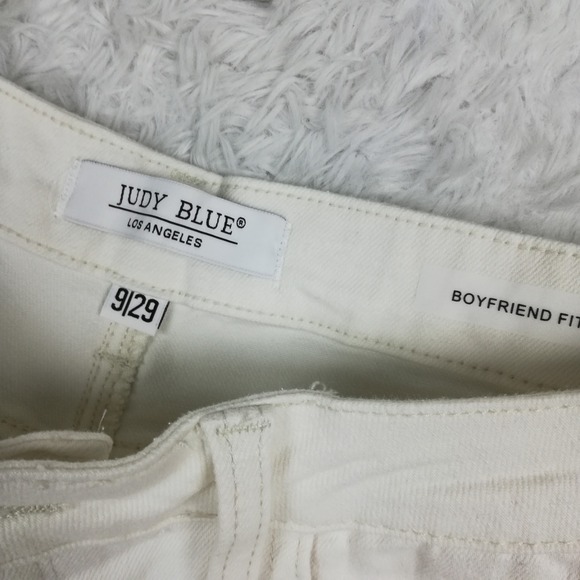 JUDY BLUE®
LOS ANGELES
9|29
BOYFRIEND FIT